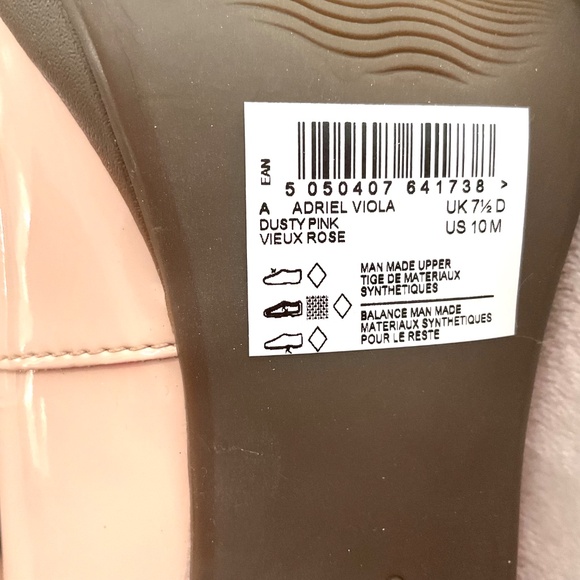 EAN
5 050407 641738 >
A ADRIEL VIOLA UK 7½ D
DUSTY PINK US 10 M
VIEUX ROSE
MAN MADE UPPER
TIGE DE MATERIAUX
SYNTHETIQUES
BALANCE MAN MADE
MATERIAUX SYNTHETIQUES
POUR LE RESTE